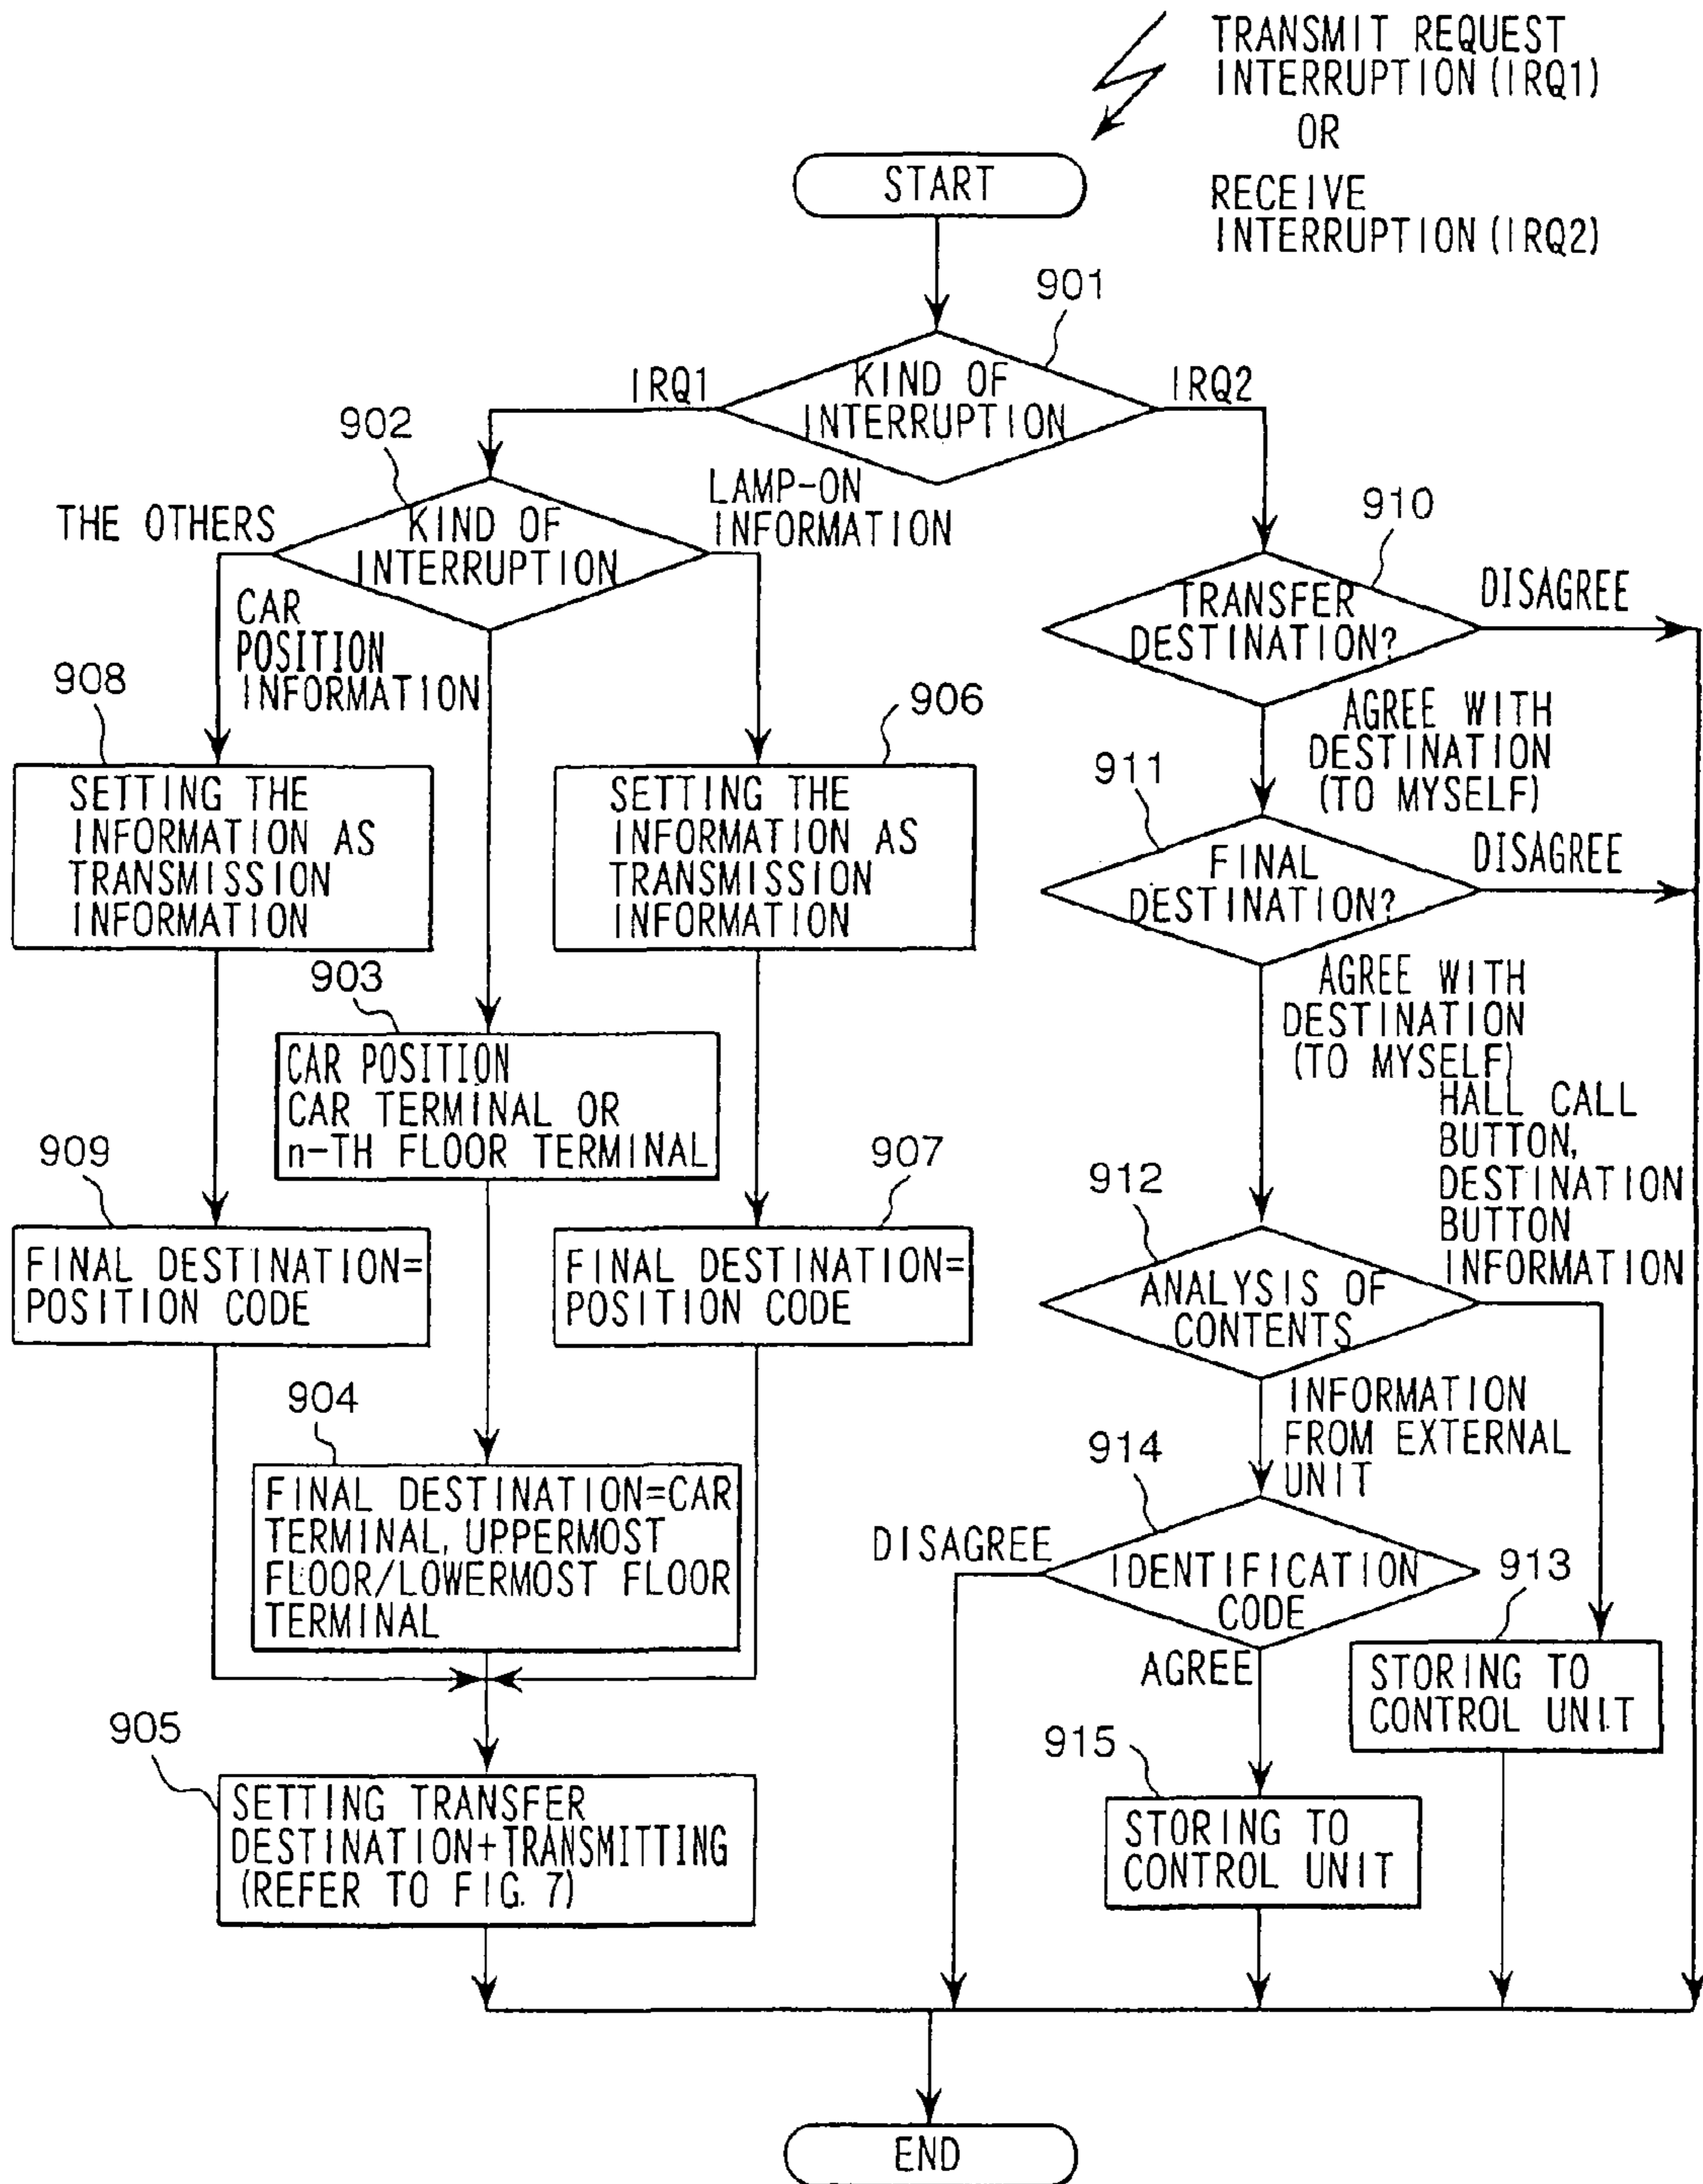 TRANSMIT REQUEST
INTERRUPTION (IRQ1)
OR
RECEIVE
INTERRUPTION (IRQ2)
START
901
KIND OF
INTERRUPTION
IRQ1
IRQ2
902
KIND OF
INTERRUPTION
THE OTHERS
LAMP-ON
INFORMATION
CAR
POSITION
INFORMATION
910
TRANSFER
DESTINATION?
DISAGREE
AGREE WITH
DESTINATION
(TO MYSELF)
908
SETTING THE
INFORMATION AS
TRANSMISSION
INFORMATION
906
SETTING THE
INFORMATION AS
TRANSMISSION
INFORMATION
911
FINAL
DESTINATION?
DISAGREE
AGREE WITH
DESTINATION
(TO MYSELF)
903
CAR POSITION
CAR TERMINAL OR
n-TH FLOOR TERMINAL
909
FINAL DESTINATION=
POSITION CODE
907
FINAL DESTINATION=
POSITION CODE
912
ANALYSIS OF
CONTENTS
HALL CALL
BUTTON,
DESTINATION
BUTTON
INFORMATION
INFORMATION
FROM EXTERNAL
UNIT
904
FINAL DESTINATION=CAR
TERMINAL, UPPERMOST
FLOOR/LOWERMOST FLOOR
TERMINAL
914
IDENTIFICATION
CODE
DISAGREE
AGREE
913
STORING TO
CONTROL UNIT
905
SETTING TRANSFER
DESTINATION+TRANSMITTING
(REFER TO FIG. 7)
915
STORING TO
CONTROL UNIT
END